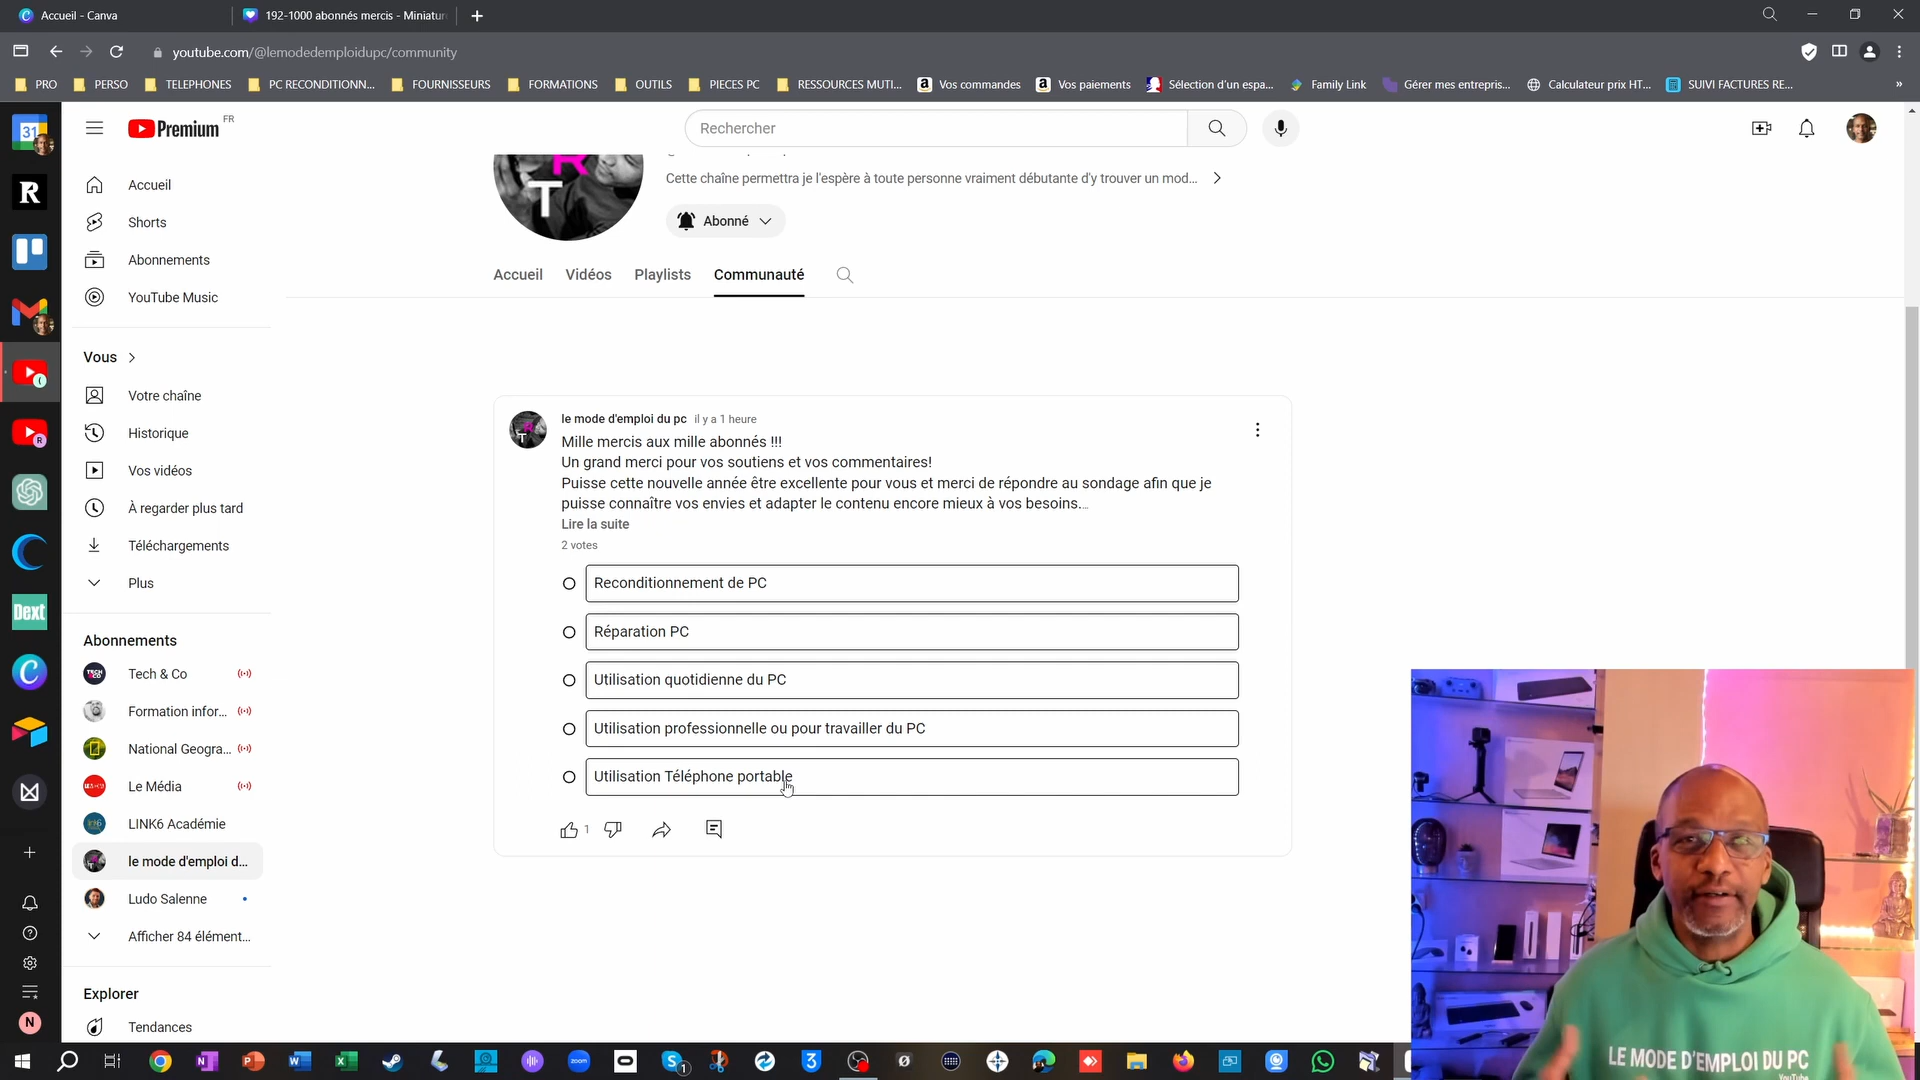 Accueil - Canva
192-1000 abonnés mercis - Miniatur
youtube.com/@lemodedemploidupc/community
PRO
PERSO
TELEPHONES
PC RECONDITIONN...
FOURNISSEURS
FORMATIONS
OUTILS
PIECES PC
RESSOURCES MUTI...
Vos commandes
Vos paiements
Sélection d'un espa...
Family Link
Gérer mes entrepris...
Calculateur prix HT...
SUIVI FACTURES RE...
Premium FR
Rechercher
Accueil
Shorts
Abonnements
YouTube Music
Vous
Votre chaîne
Historique
Vos vidéos
À regarder plus tard
Téléchargements
Plus
Abonnements
Tech & Co
Formation infor...
National Geogra...
Le Média
LINK6 Académie
le mode d'emploi d...
Ludo Salenne
Afficher 84 élément...
Explorer
Tendances
31
R
Dext
N
R
T
Cette chaîne permettra je l'espère à toute personne vraiment débutante d'y trouver un mod...
Abonné
Accueil
Vidéos
Playlists
Communauté
le mode d'emploi du pc il y a 1 heure
Mille mercis aux mille abonnés !!!
Un grand merci pour vos soutiens et vos commentaires!
Puisse cette nouvelle année être excellente pour vous et merci de répondre au sondage afin que je
puisse connaître vos envies et adapter le contenu encore mieux à vos besoins....
Lire la suite
2 votes
Reconditionnement de PC
Réparation PC
Utilisation quotidienne du PC
Utilisation professionnelle ou pour travailler du PC
Utilisation Téléphone portable
1
LE MODE D'EMPLOI DU PC
YouTube
zoom